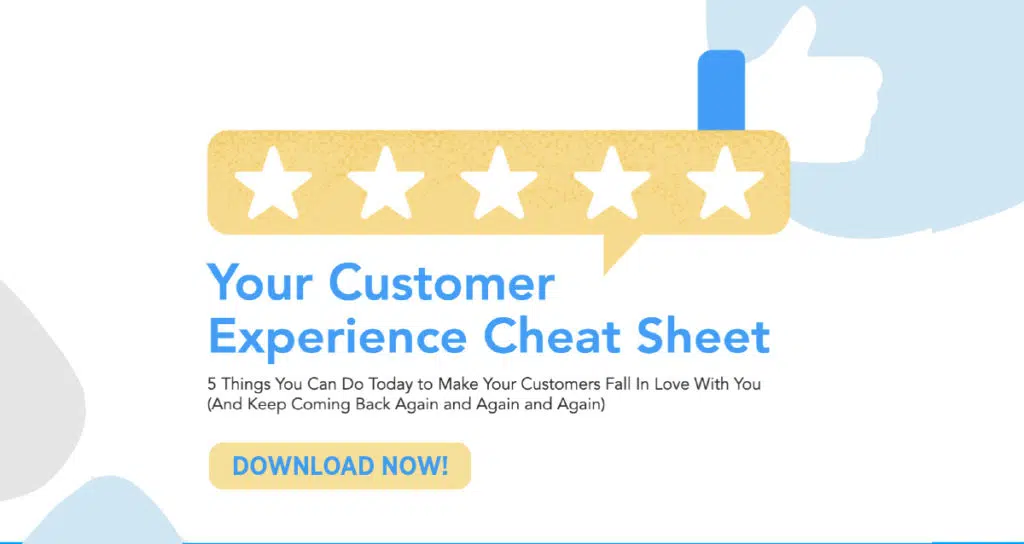 Your Customer
Experience Cheat Sheet
5 Things You Can Do Today to Make Your Customers Fall In Love With You
(And Keep Coming Back Again and Again and Again)
DOWNLOAD NOW!